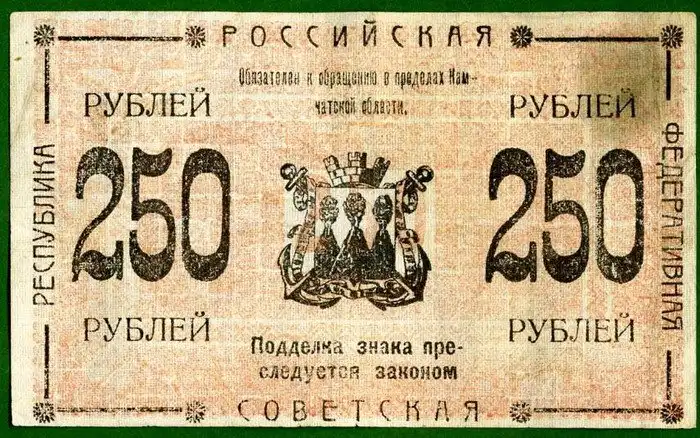 РОССИЙСКАЯ
Обязателен к обращению в пределах Кам-
чатской области.
РУБЛЕЙ
РУБЛЕЙ
250
250
РЕСПУБЛИКА
ФЕДЕРАТИВНАЯ
РУБЛЕЙ
РУБЛЕЙ
Подделка знака пре-
следуется законом
СОВЕТСКАЯ